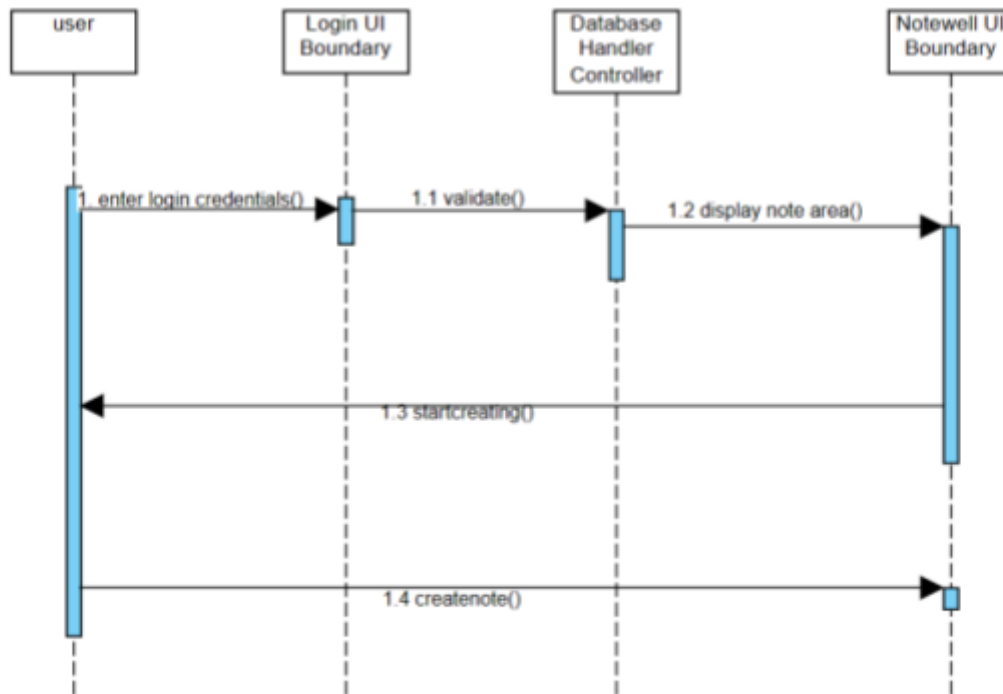 user
Login UI
Boundary
Database
Handler
Controller
Notewell UI
Boundary
1. enter login credentials()
1.1 validate()
1.2 display note area()
1.3 startcreating()
1.4 createnote()